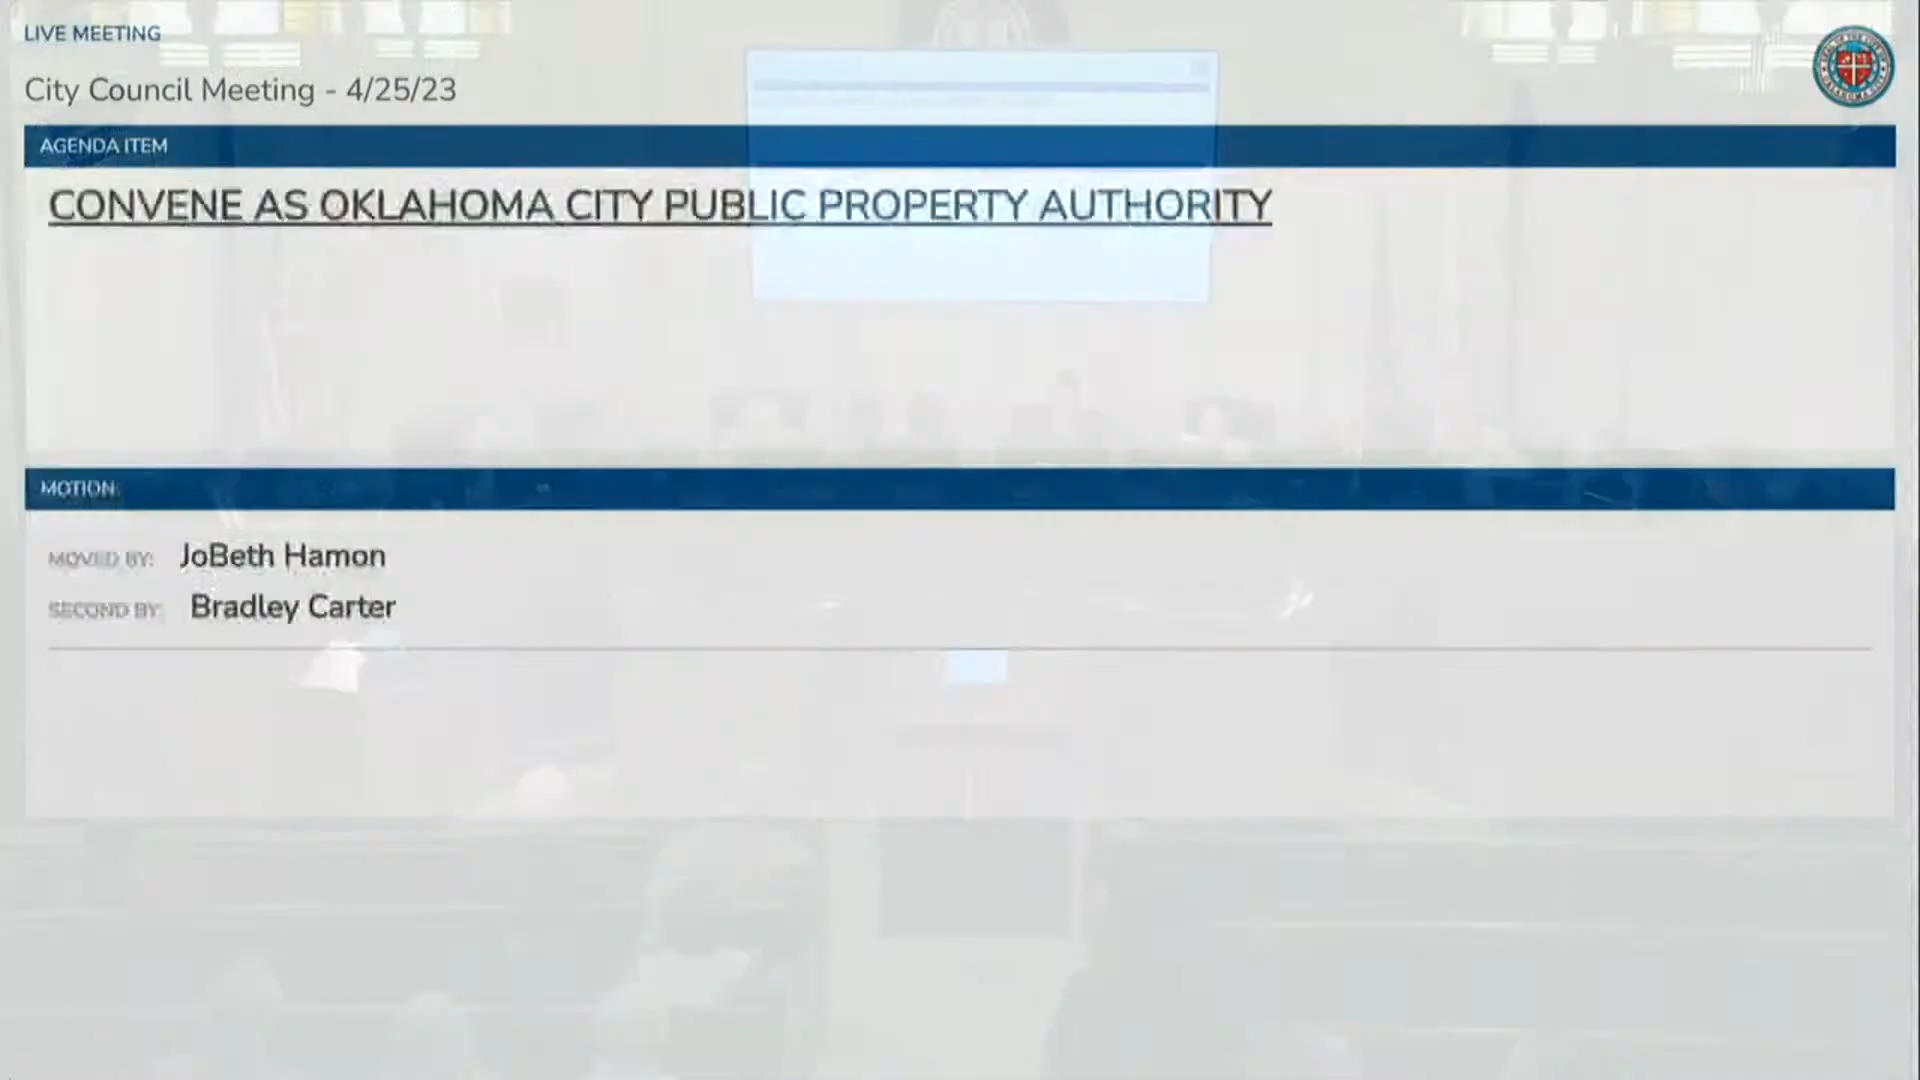 LIVE MEETING
City Council Meeting - 4/25/23
AGENDA ITEM
CONVENE AS OKLAHOMA CITY PUBLIC PROPERTY AUTHORITY
MOTION
MOVED BY: JoBeth Hamon
SECOND BY: Bradley Carter